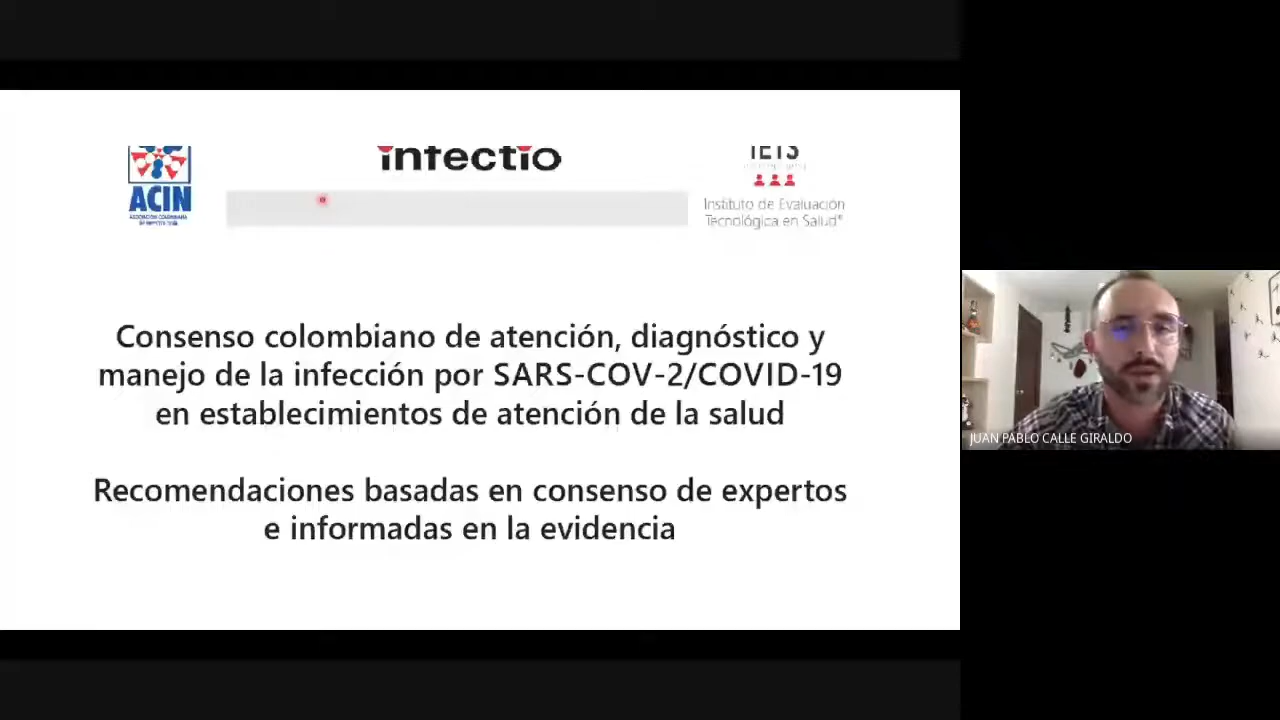 ACIN
ASOCIACIÓN COLOMBIANA
DE INFECTOLOGÍA
infectio
IETS
Instituto de Evaluación
Tecnológica en Salud®
Consenso colombiano de atención, diagnóstico y
manejo de la infección por SARS-COV-2/COVID-19
en establecimientos de atención de la salud
Recomendaciones basadas en consenso de expertos
e informadas en la evidencia
JUAN PABLO CALLE GIRALDO